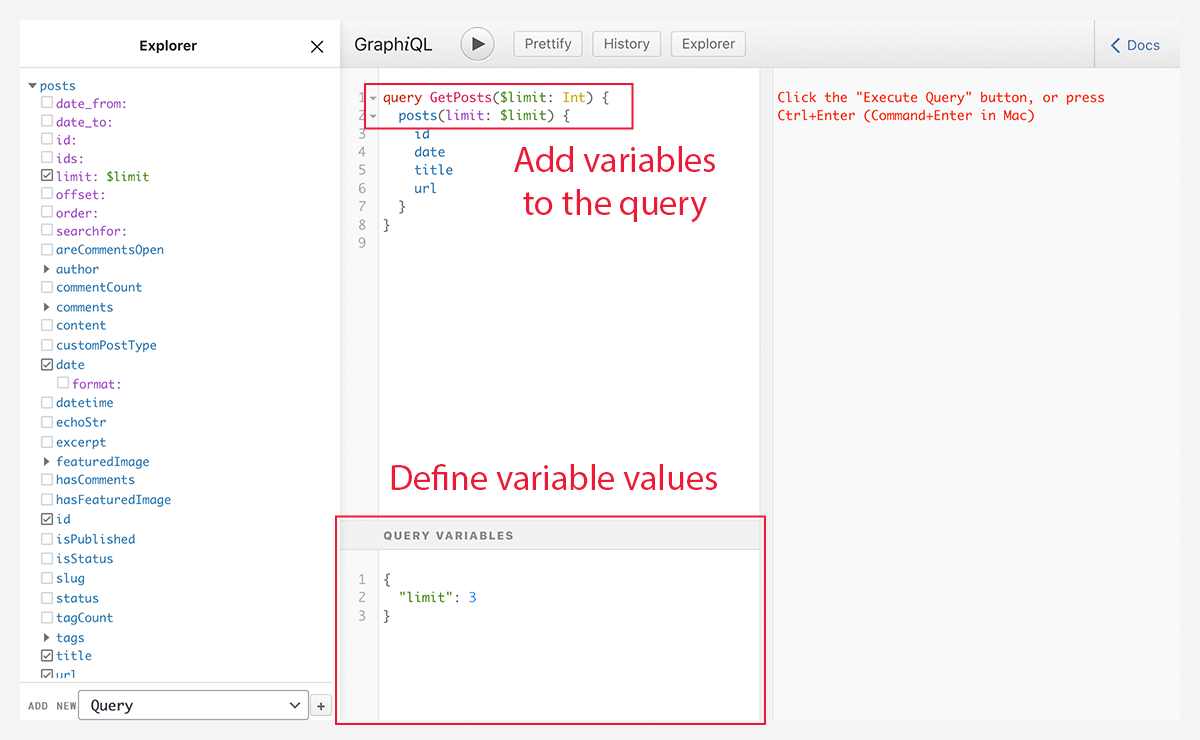 Explorer
posts
date_from:
date_to:
id:
ids:
limit: $limit
offset:
order:
searchfor:
areCommentsOpen
author
commentCount
comments
content
customPostType
date
format:
datetime
echoStr
excerpt
featuredImage
hasComments
hasFeaturedImage
id
isPublished
isStatus
slug
status
tagCount
tags
title
url
ADD NEW Query +
GraphiQL Prettify History Explorer Docs
1 query GetPosts($limit: Int) {
2 posts(limit: $limit) {
3 id
4 date
5 title
6 url
7 }
8 }
9
Add variables
to the query
Define variable values
QUERY VARIABLES
1 {
2 "limit": 3
3 }
Click the "Execute Query" button, or press
Ctrl+Enter (Command+Enter in Mac)